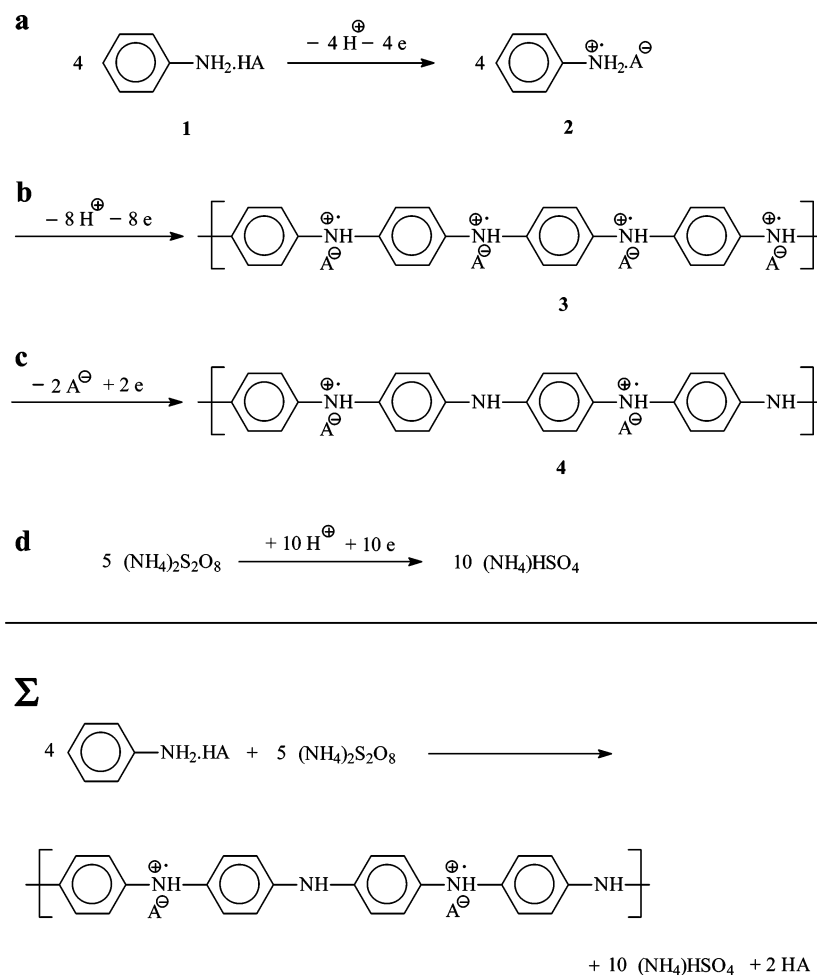 a
− 4 H⊕ − 4 e
4 NH2.HA 4 NH2.A⊖ ⊕·
1 2
b
− 8 H⊕ − 8 e
⊕· ⊕· ⊕· ⊕·
NH NH NH NH
A⊖ A⊖ A⊖ A⊖
3
c
− 2 A⊖ + 2 e
⊕· ⊕·
NH NH NH NH
A⊖ A⊖
4
d
+ 10 H⊕ + 10 e
5 (NH4)2S2O8 10 (NH4)HSO4
Σ
4 NH2.HA + 5 (NH4)2S2O8
⊕· ⊕·
NH NH NH NH
A⊖ A⊖
+ 10 (NH4)HSO4 + 2 HA